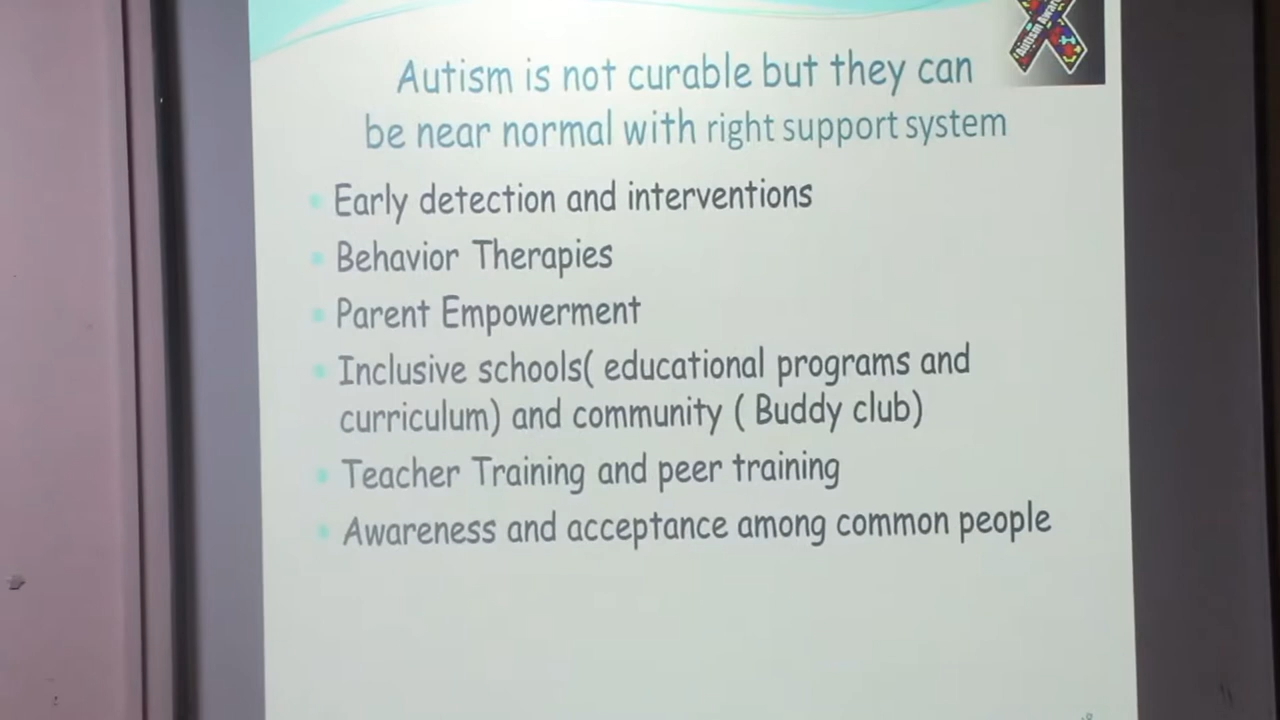 Autism Awar
Autism is not curable but they can
be near normal with right support system
Early detection and interventions
Behavior Therapies
Parent Empowerment
Inclusive schools( educational programs and
curriculum) and community ( Buddy club)
Teacher Training and peer training
Awareness and acceptance among common people